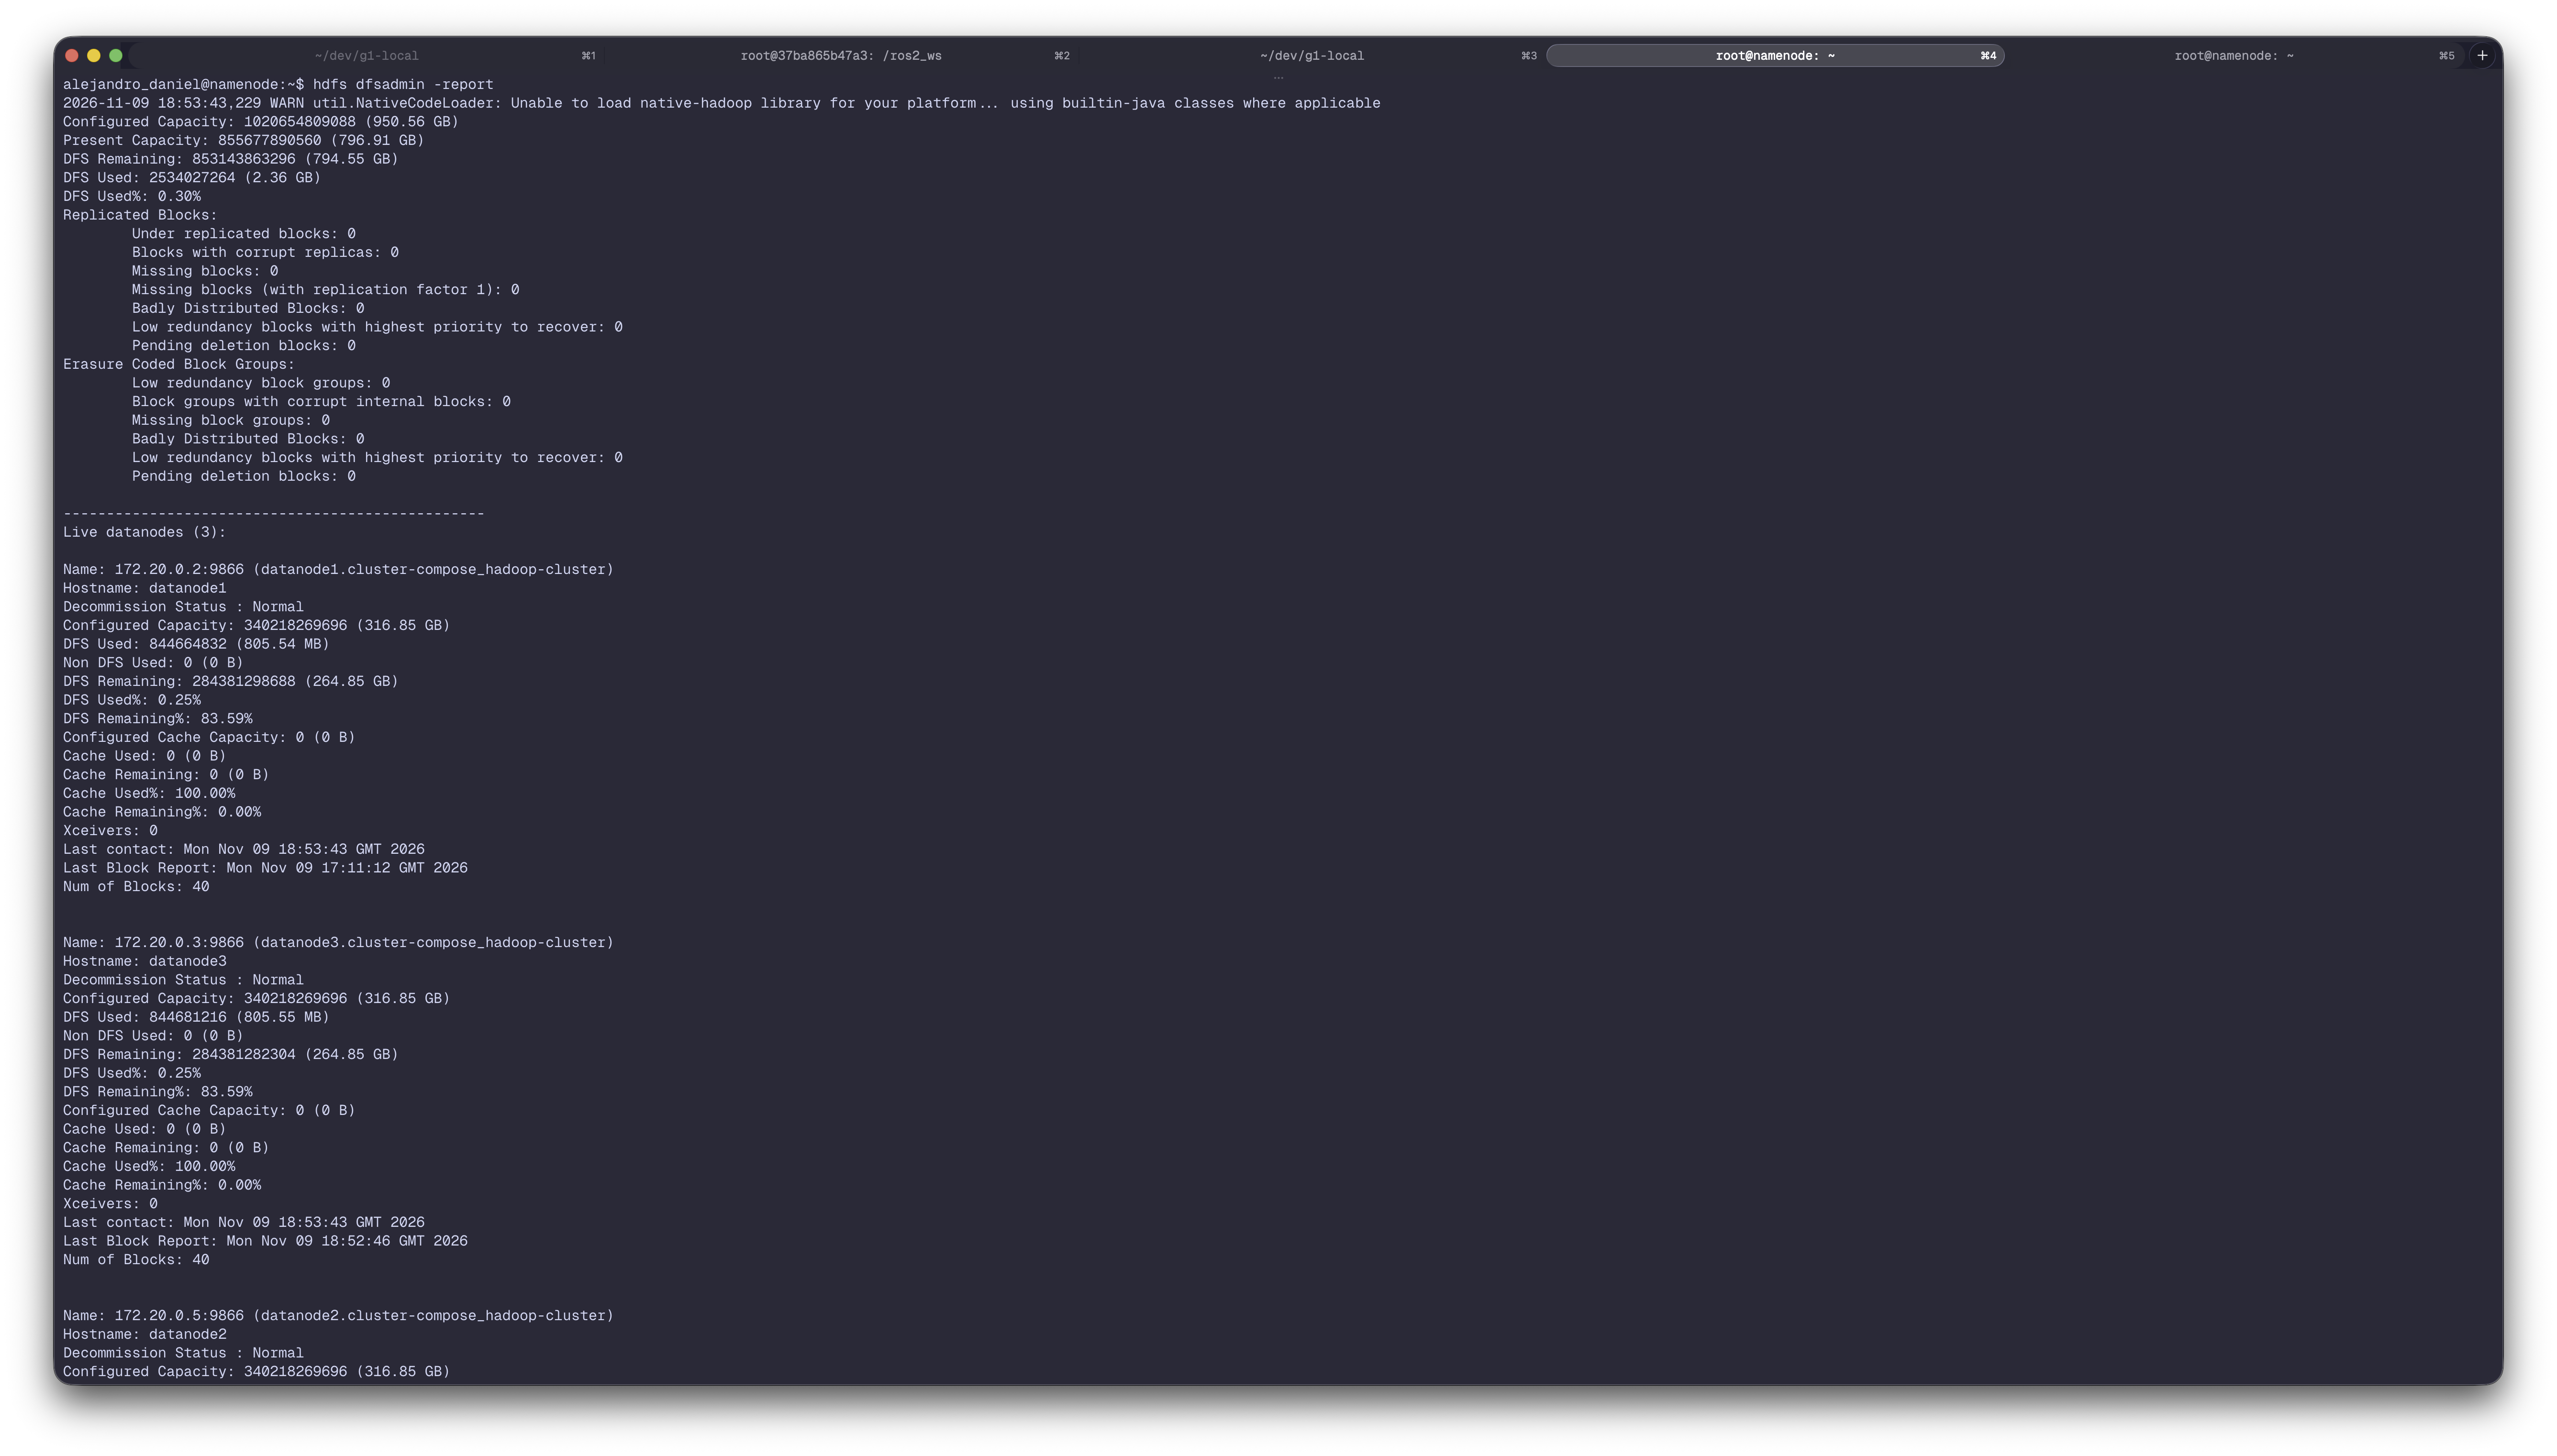 ~/dev/g1-local ⌘1 root@37ba865b47a3: /ros2_ws ⌘2 ~/dev/g1-local ⌘3 root@namenode: ~ ⌘4 root@namenode: ~ ⌘5 +
...
alejandro_daniel@namenode:~$ hdfs dfsadmin -report
2026-11-09 18:53:43,229 WARN util.NativeCodeLoader: Unable to load native-hadoop library for your platform... using builtin-java classes where applicable
Configured Capacity: 1020654809088 (950.56 GB)
Present Capacity: 855677890560 (796.91 GB)
DFS Remaining: 853143863296 (794.55 GB)
DFS Used: 2534027264 (2.36 GB)
DFS Used%: 0.30%
Replicated Blocks:
Under replicated blocks: 0
Blocks with corrupt replicas: 0
Missing blocks: 0
Missing blocks (with replication factor 1): 0
Badly Distributed Blocks: 0
Low redundancy blocks with highest priority to recover: 0
Pending deletion blocks: 0
Erasure Coded Block Groups:
Low redundancy block groups: 0
Block groups with corrupt internal blocks: 0
Missing block groups: 0
Badly Distributed Blocks: 0
Low redundancy blocks with highest priority to recover: 0
Pending deletion blocks: 0
-------------------------------------------------
Live datanodes (3):
Name: 172.20.0.2:9866 (datanode1.cluster-compose_hadoop-cluster)
Hostname: datanode1
Decommission Status : Normal
Configured Capacity: 340218269696 (316.85 GB)
DFS Used: 844664832 (805.54 MB)
Non DFS Used: 0 (0 B)
DFS Remaining: 284381298688 (264.85 GB)
DFS Used%: 0.25%
DFS Remaining%: 83.59%
Configured Cache Capacity: 0 (0 B)
Cache Used: 0 (0 B)
Cache Remaining: 0 (0 B)
Cache Used%: 100.00%
Cache Remaining%: 0.00%
Xceivers: 0
Last contact: Mon Nov 09 18:53:43 GMT 2026
Last Block Report: Mon Nov 09 17:11:12 GMT 2026
Num of Blocks: 40
Name: 172.20.0.3:9866 (datanode3.cluster-compose_hadoop-cluster)
Hostname: datanode3
Decommission Status : Normal
Configured Capacity: 340218269696 (316.85 GB)
DFS Used: 844681216 (805.55 MB)
Non DFS Used: 0 (0 B)
DFS Remaining: 284381282304 (264.85 GB)
DFS Used%: 0.25%
DFS Remaining%: 83.59%
Configured Cache Capacity: 0 (0 B)
Cache Used: 0 (0 B)
Cache Remaining: 0 (0 B)
Cache Used%: 100.00%
Cache Remaining%: 0.00%
Xceivers: 0
Last contact: Mon Nov 09 18:53:43 GMT 2026
Last Block Report: Mon Nov 09 18:52:46 GMT 2026
Num of Blocks: 40
Name: 172.20.0.5:9866 (datanode2.cluster-compose_hadoop-cluster)
Hostname: datanode2
Decommission Status : Normal
Configured Capacity: 340218269696 (316.85 GB)